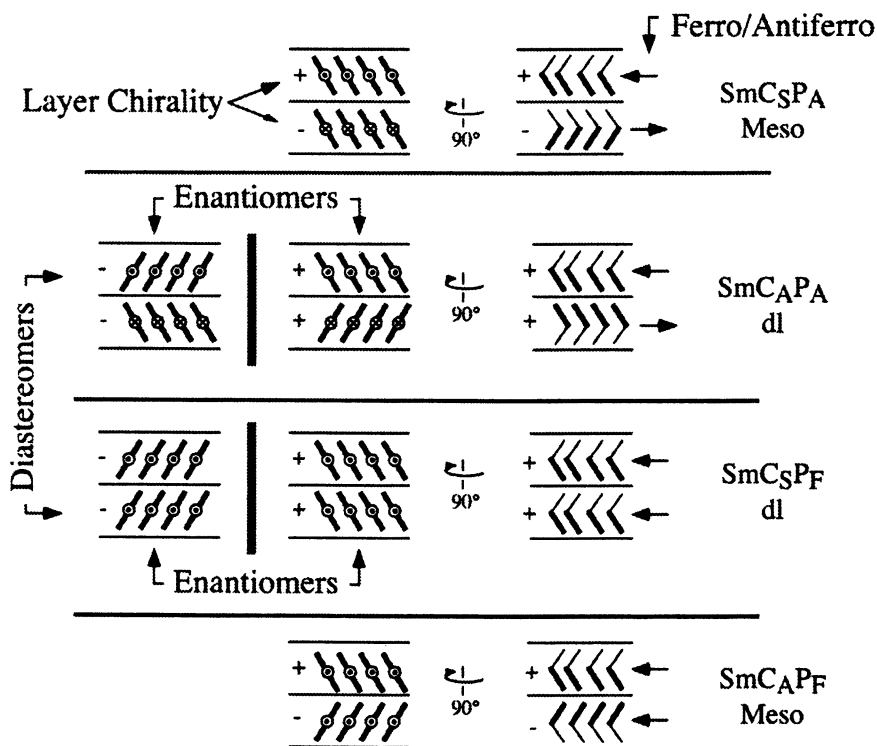 Ferro/Antiferro
Layer Chirality
+
-
90°
+
-
SmCSPA
Meso
Enantiomers
Diastereomers
-
-
+
+
90°
+
+
SmCAPA
dl
-
-
+
+
90°
+
+
SmCSPF
dl
Enantiomers
+
-
90°
+
-
SmCAPF
Meso